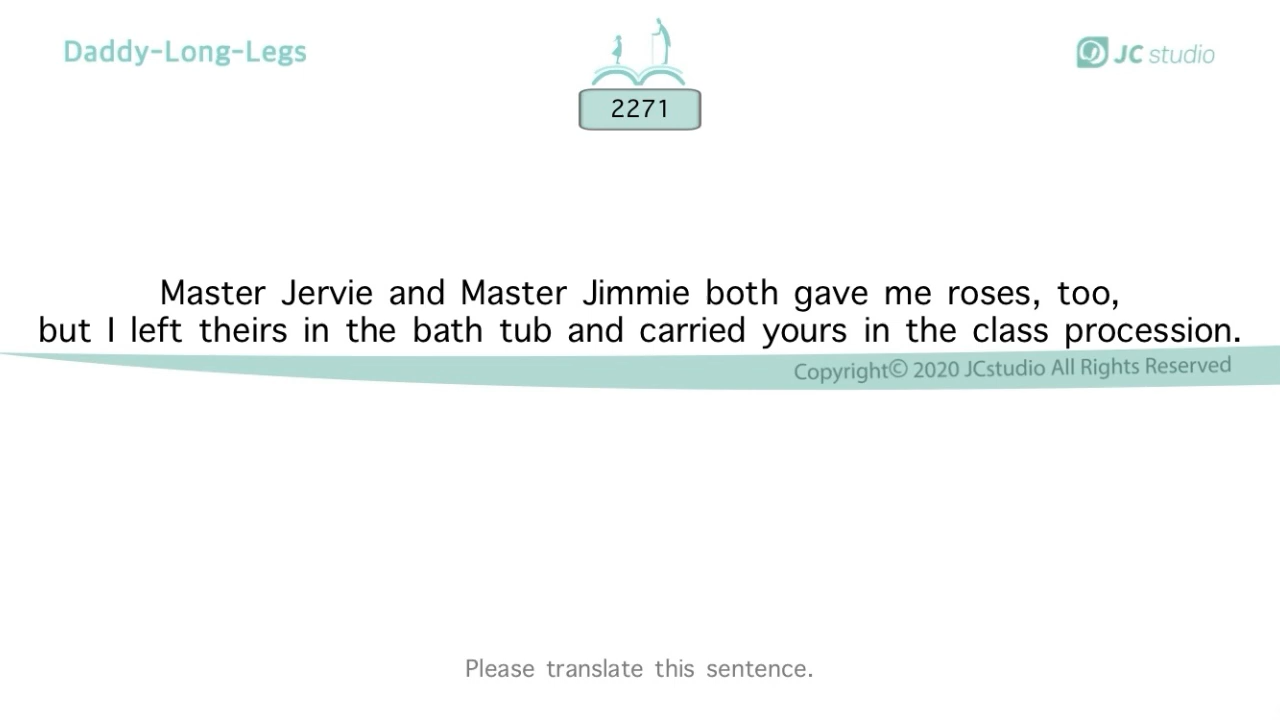 Daddy-Long-Legs
JC studio
2271
Master Jervie and Master Jimmie both gave me roses, too,
but I left theirs in the bath tub and carried yours in the class procession.
Copyright© 2020 JCstudio All Rights Reserved
Please translate this sentence.